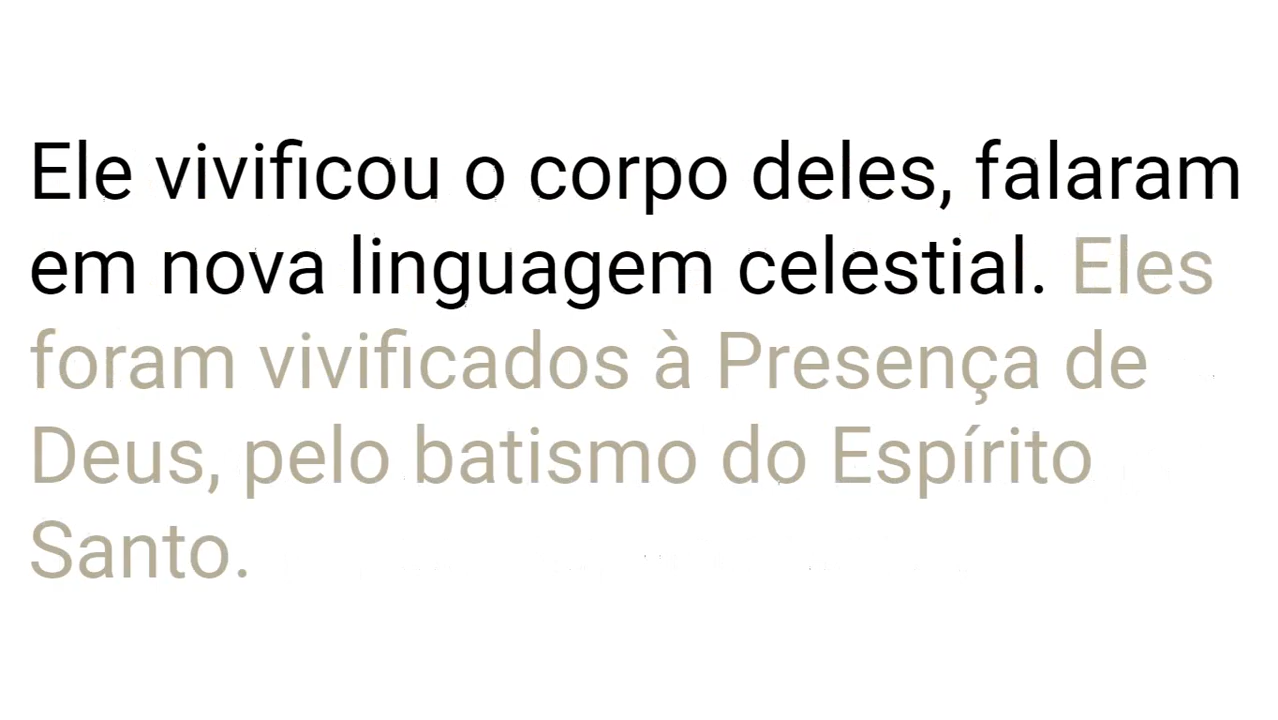 Ele vivificou o corpo deles, falaram
em nova linguagem celestial. Eles
foram vivificados à Presença de
Deus, pelo batismo do Espírito
Santo.